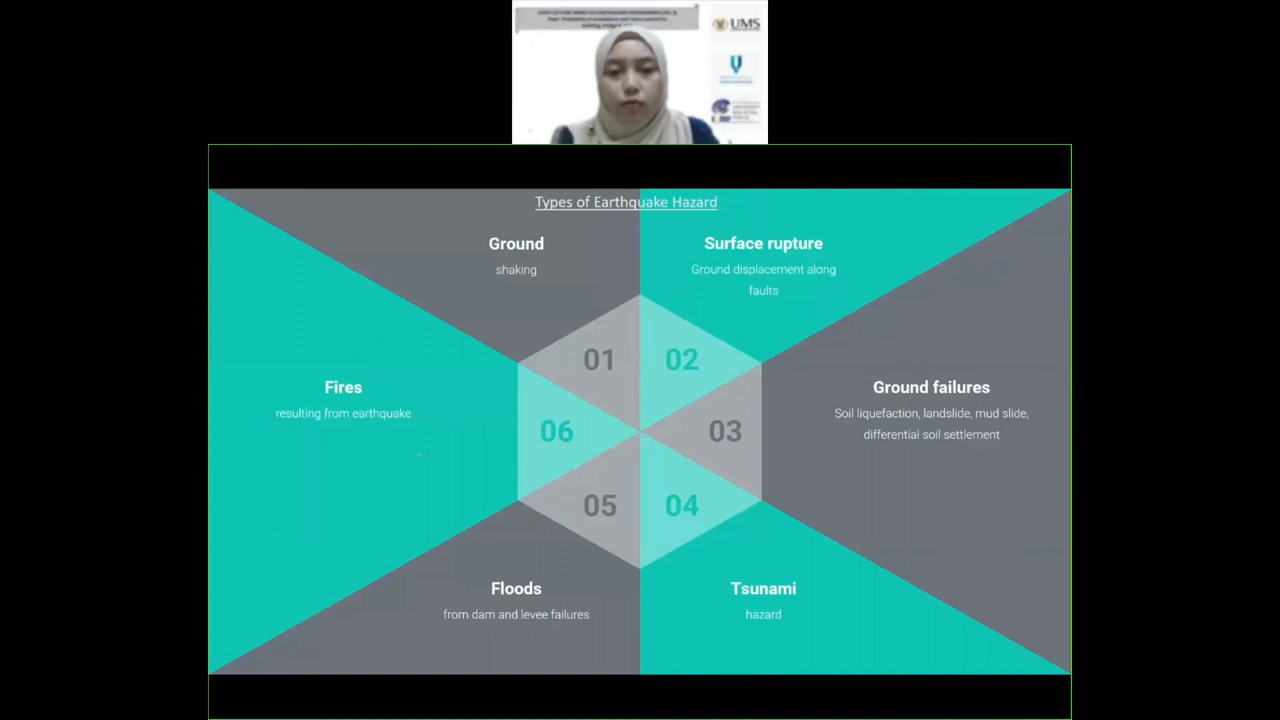 UMS
Types of Earthquake Hazard
Ground
shaking
01
Surface rupture
Ground displacement along
faults
02
Ground failures
Soil liquefaction, landslide, mud slide,
differential soil settlement
03
Tsunami
hazard
04
Floods
from dam and levee failures
05
Fires
resulting from earthquake
06